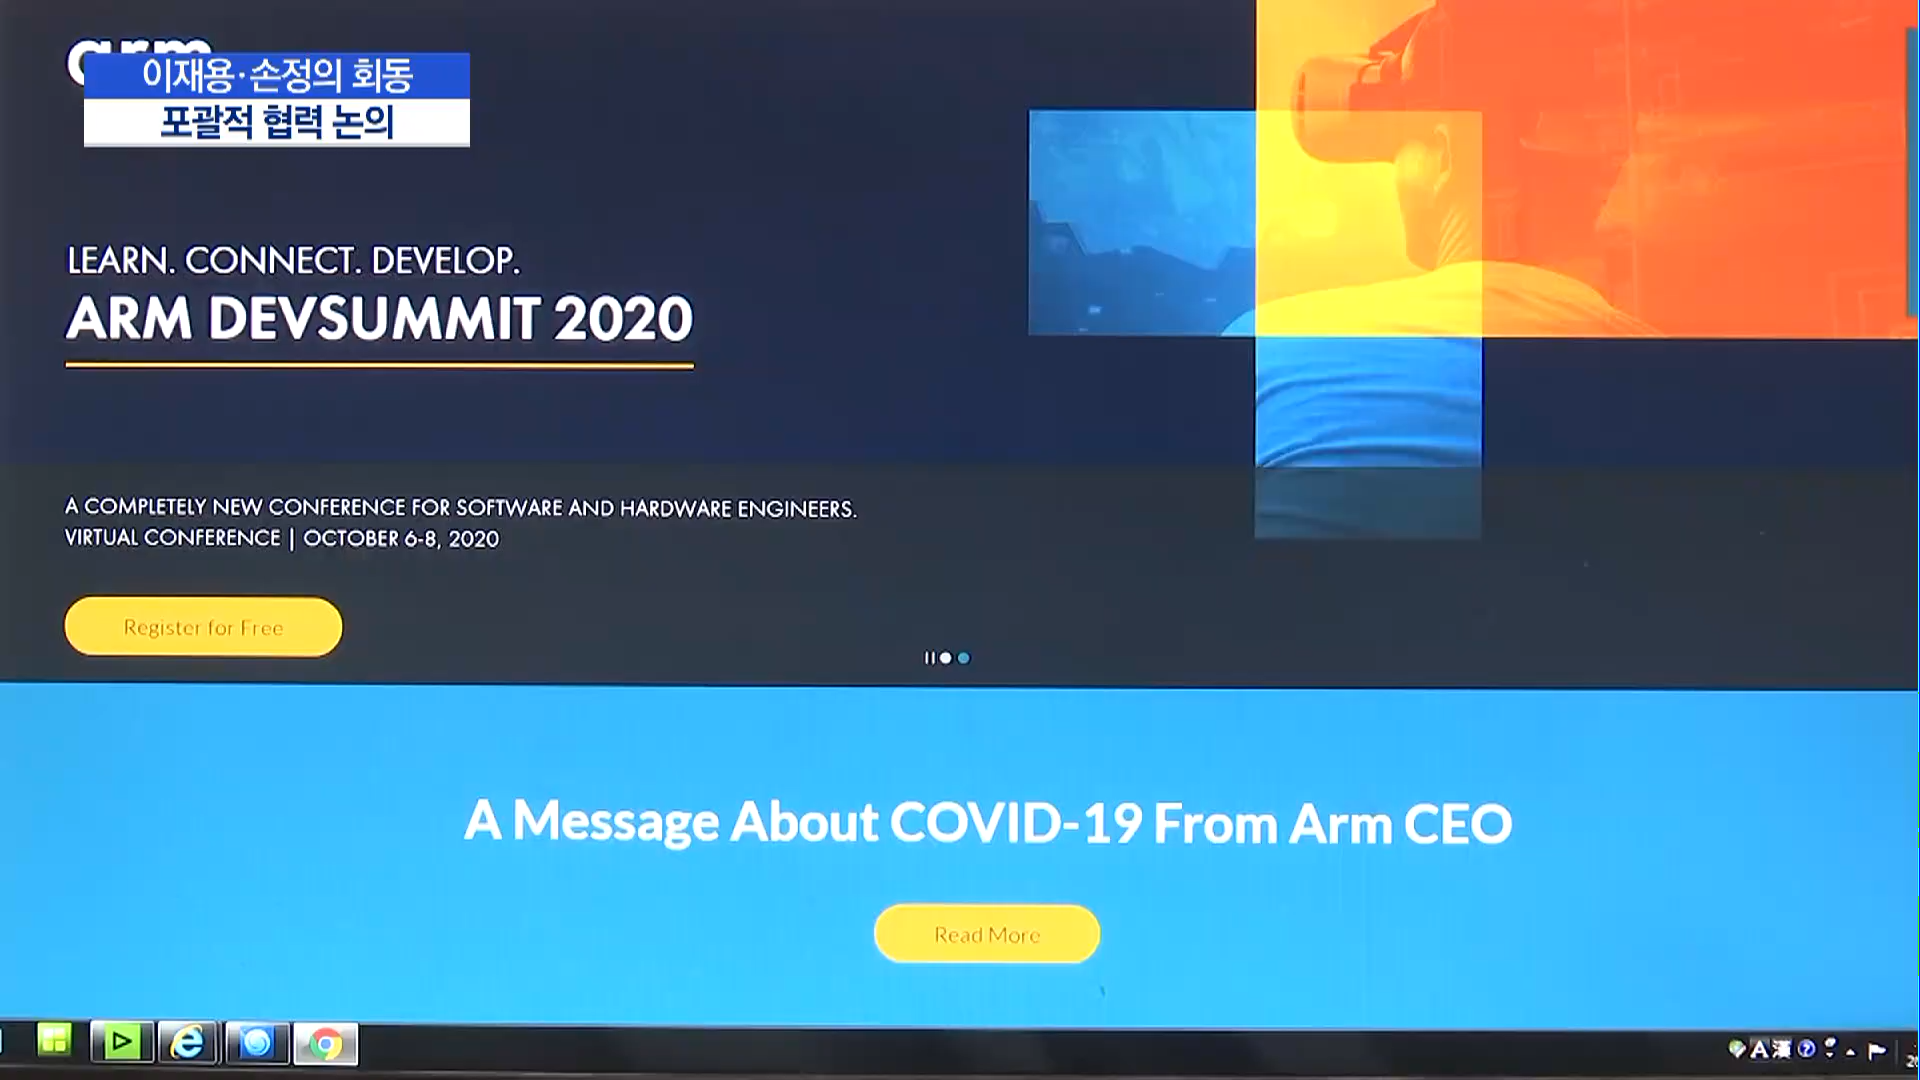 arm
이재용·손정의 회동
포괄적 협력 논의
LEARN. CONNECT. DEVELOP.
ARM DEVSUMMIT 2020
A COMPLETELY NEW CONFERENCE FOR SOFTWARE AND HARDWARE ENGINEERS.
VIRTUAL CONFERENCE | OCTOBER 6-8, 2020
Register for Free
A Message About COVID-19 From Arm CEO
Read More
A 漢 ?